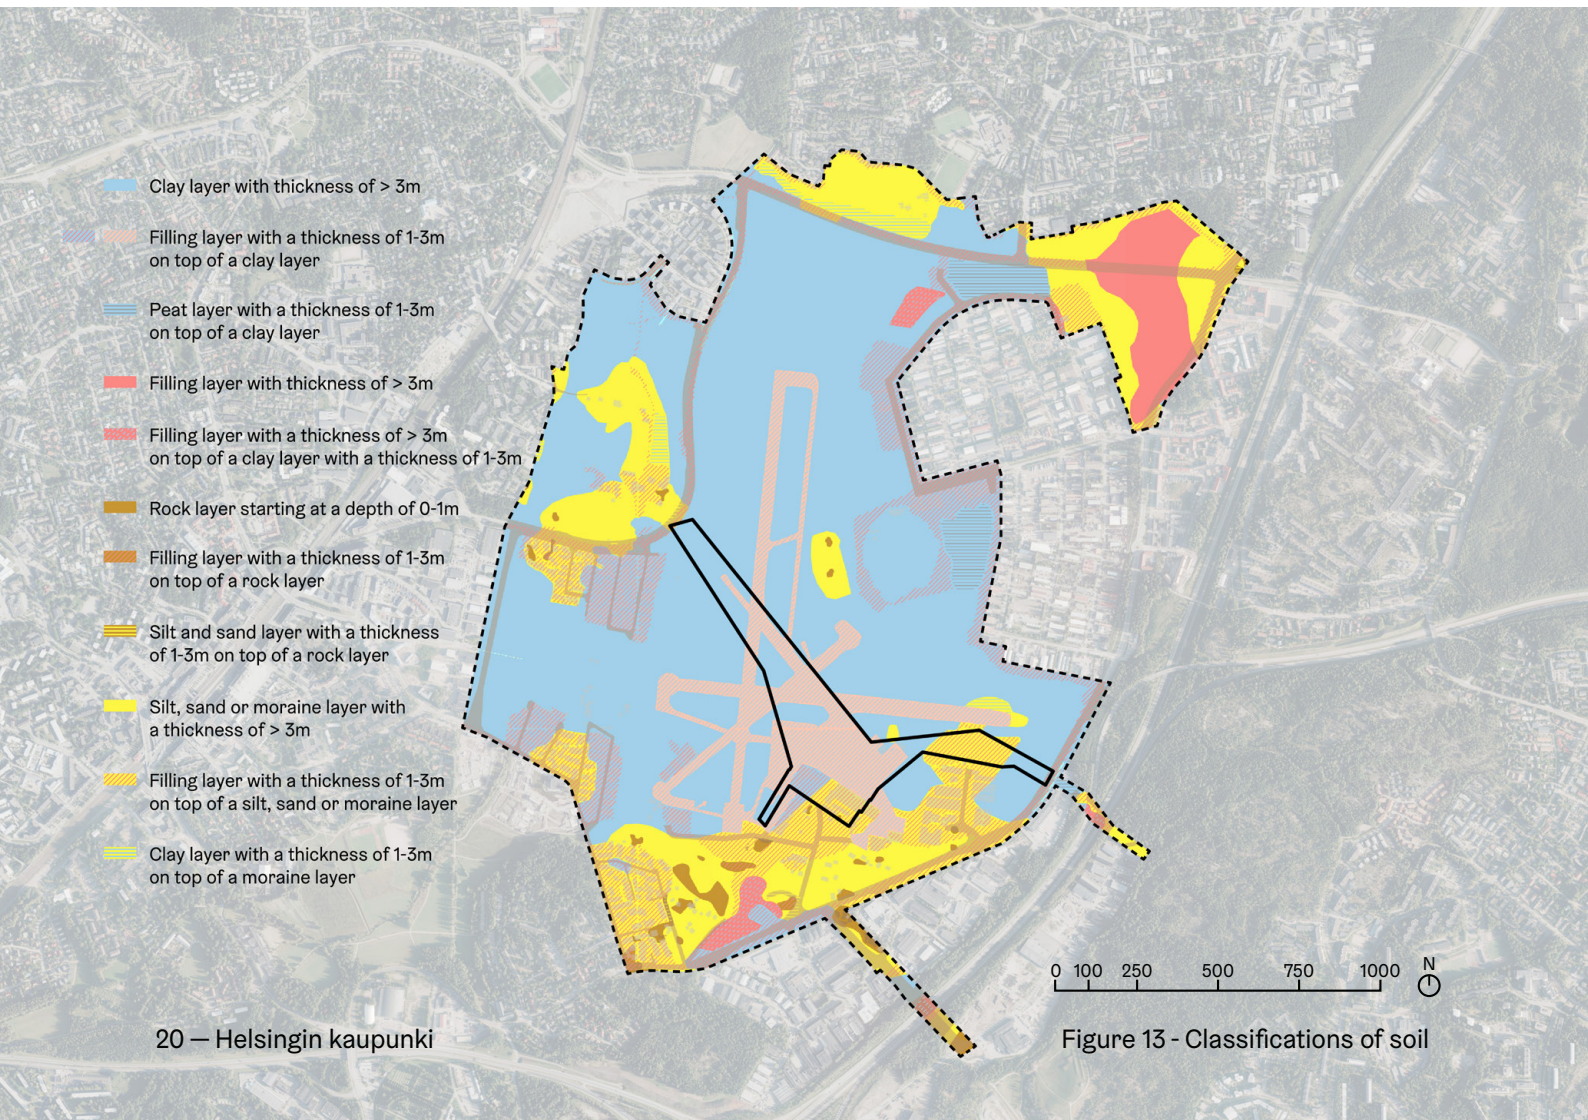 Clay layer with thickness of > 3m
Filling layer with a thickness of 1-3m
on top of a clay layer
Peat layer with a thickness of 1-3m
on top of a clay layer
Filling layer with thickness of > 3m
Filling layer with a thickness of > 3m
on top of a clay layer with a thickness of 1-3m
Rock layer starting at a depth of 0-1m
Filling layer with a thickness of 1-3m
on top of a rock layer
Silt and sand layer with a thickness
of 1-3m on top of a rock layer
Silt, sand or moraine layer with
a thickness of > 3m
Filling layer with a thickness of 1-3m
on top of a silt, sand or moraine layer
Clay layer with a thickness of 1-3m
on top of a moraine layer
0 100 250 500 750 1000 N
20 — Helsingin kaupunki
Figure 13 - Classifications of soil